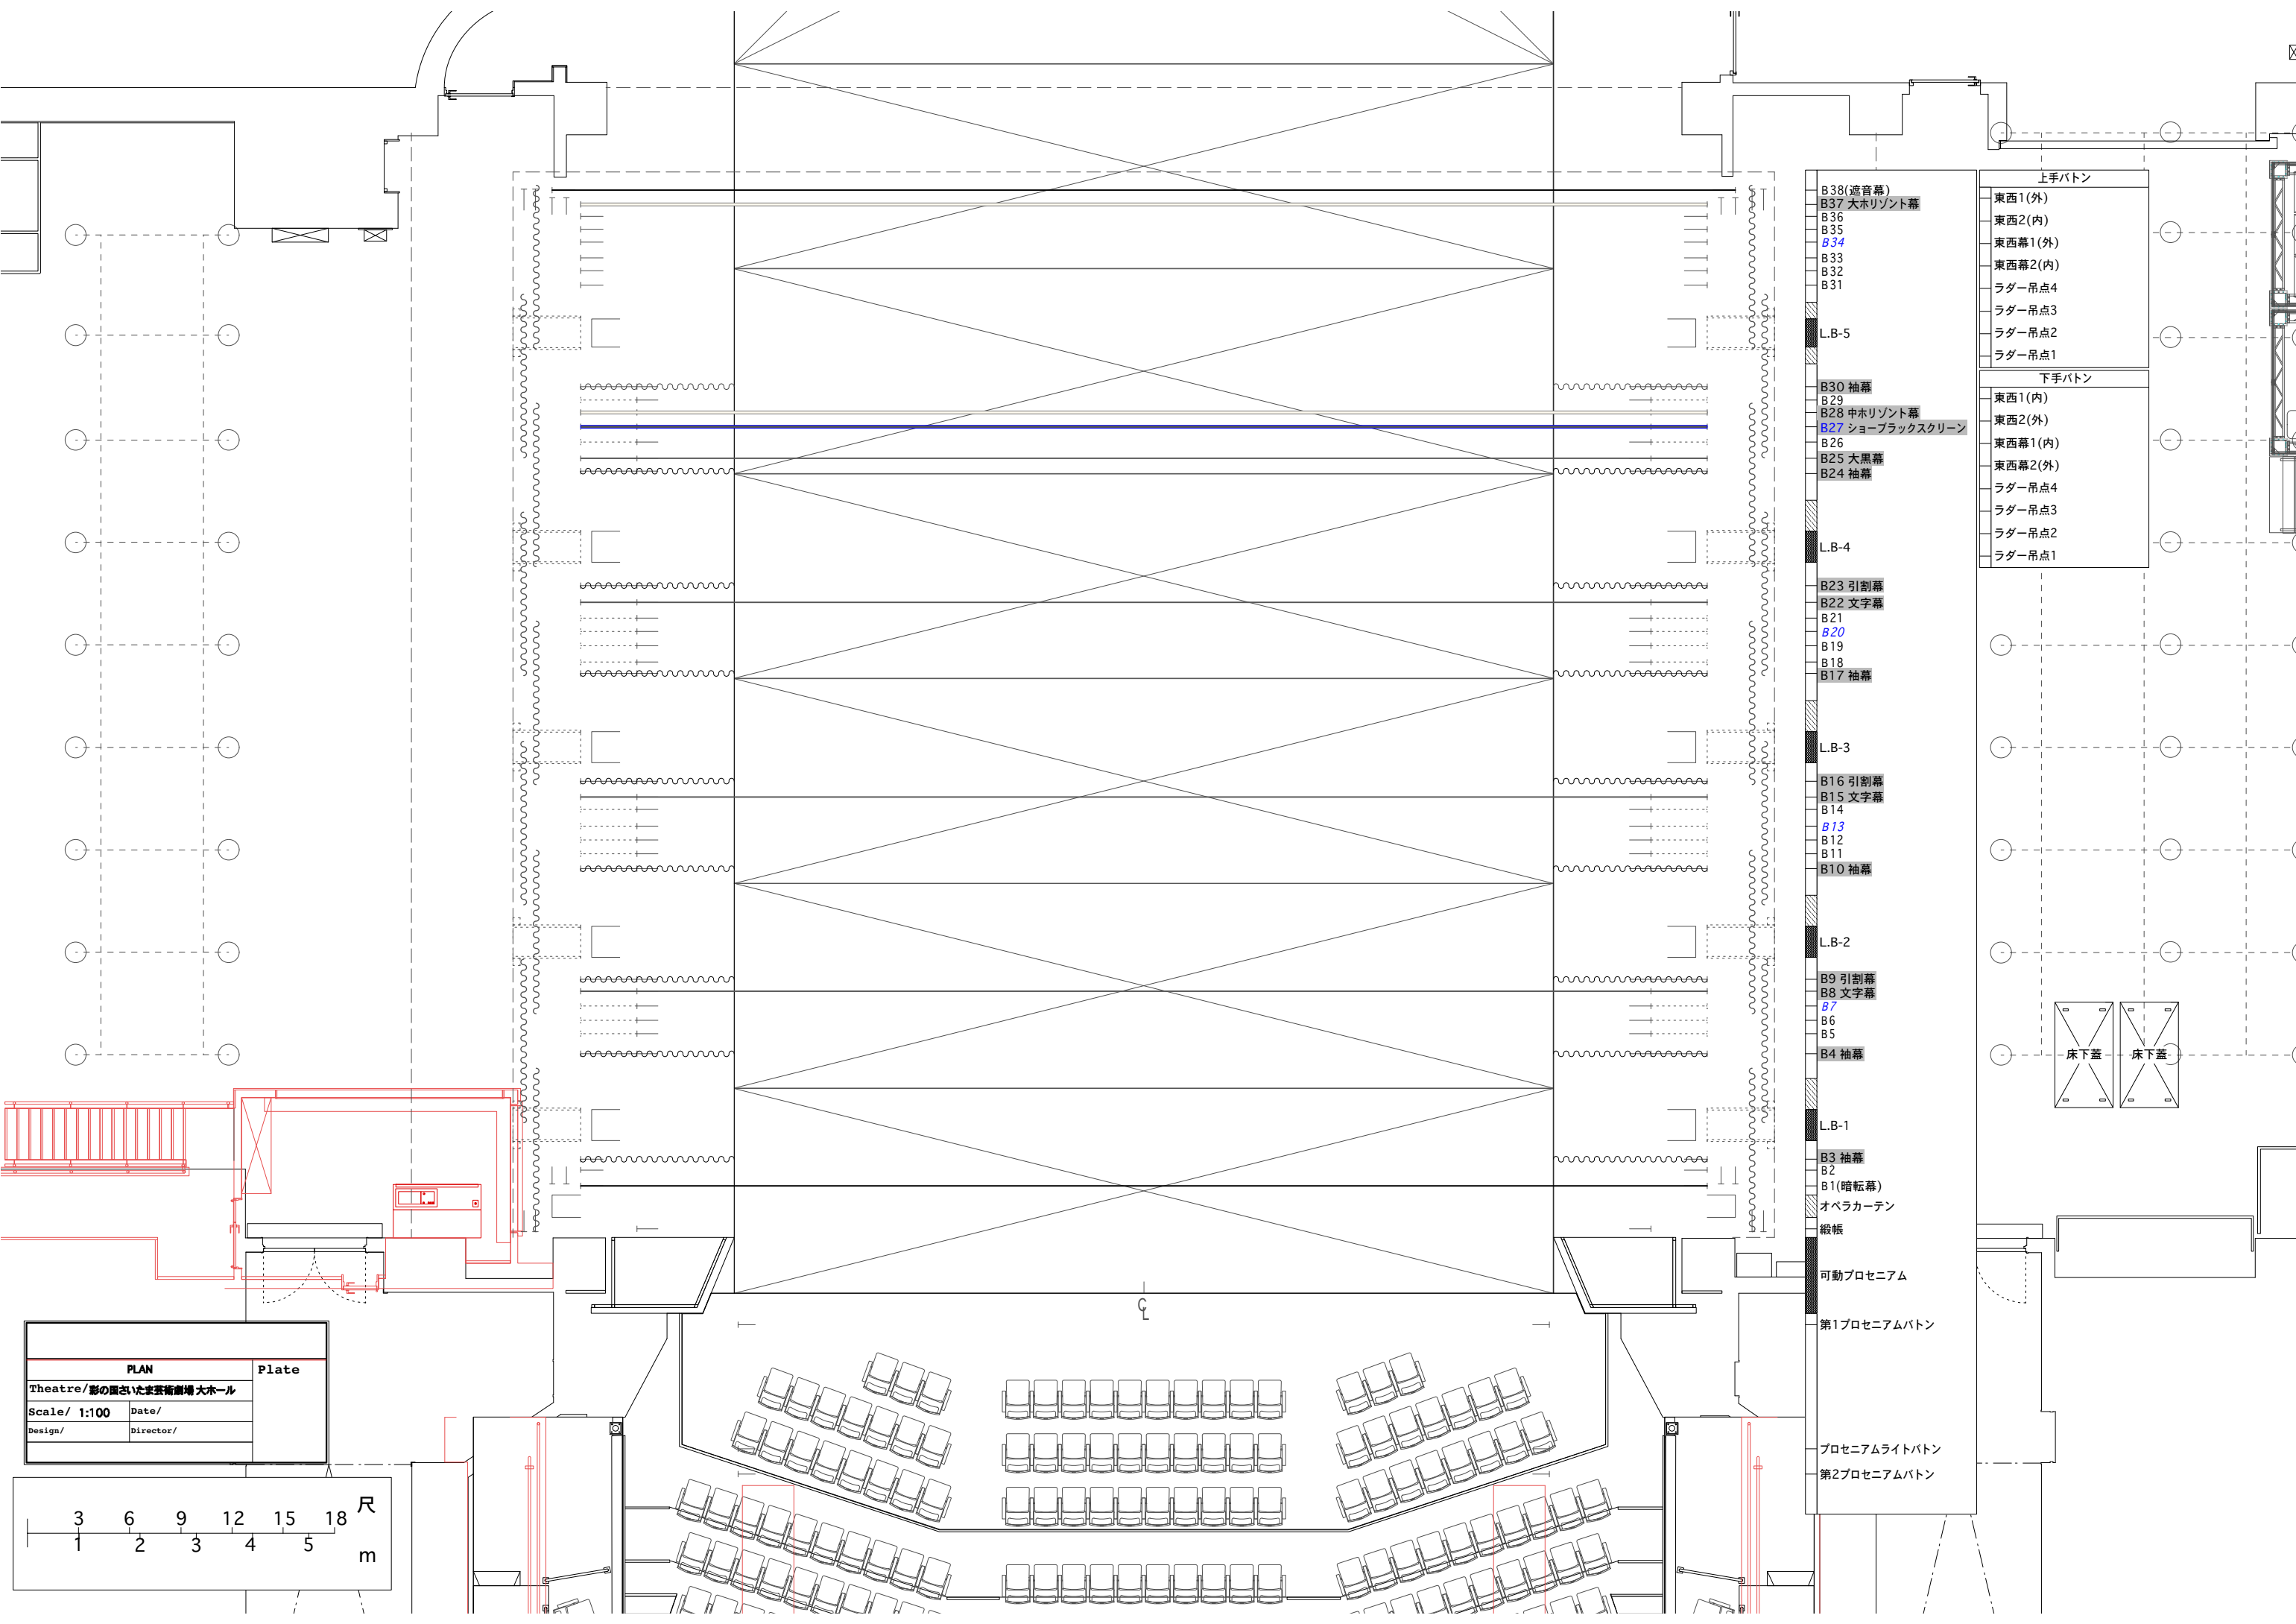 B38(遮音幕)
B37 大ホリゾント幕
B36
B35
B34
B33
B32
B31
L.B-5
B30 袖幕
B29
B28 中ホリゾント幕
B27 ショーブラックスクリーン
B26
B25 大黒幕
B24 袖幕
L.B-4
B23 引割幕
B22 文字幕
B21
B20
B19
B18
B17 袖幕
L.B-3
B16 引割幕
B15 文字幕
B14
B13
B12
B11
B10 袖幕
L.B-2
B9 引割幕
B8 文字幕
B7
B6
B5
B4 袖幕
L.B-1
B3 袖幕
B2
B1(暗転幕)
オペラカーテン
緞帳
可動プロセニアム
第1プロセニアムバトン
プロセニアムライトバトン
第2プロセニアムバトン
上手バトン
東西1(外)
東西2(内)
東西幕1(外)
東西幕2(内)
ラダー吊点4
ラダー吊点3
ラダー吊点2
ラダー吊点1
下手バトン
東西1(内)
東西2(外)
東西幕1(内)
東西幕2(外)
ラダー吊点4
ラダー吊点3
ラダー吊点2
ラダー吊点1
床下蓋
床下蓋
CL
PLAN
Plate
Theatre/彩の国さいたま芸術劇場 大ホール
Scale/ 1:100
Date/
Design/
Director/
3 6 9 12 15 18 尺
1 2 3 4 5 m